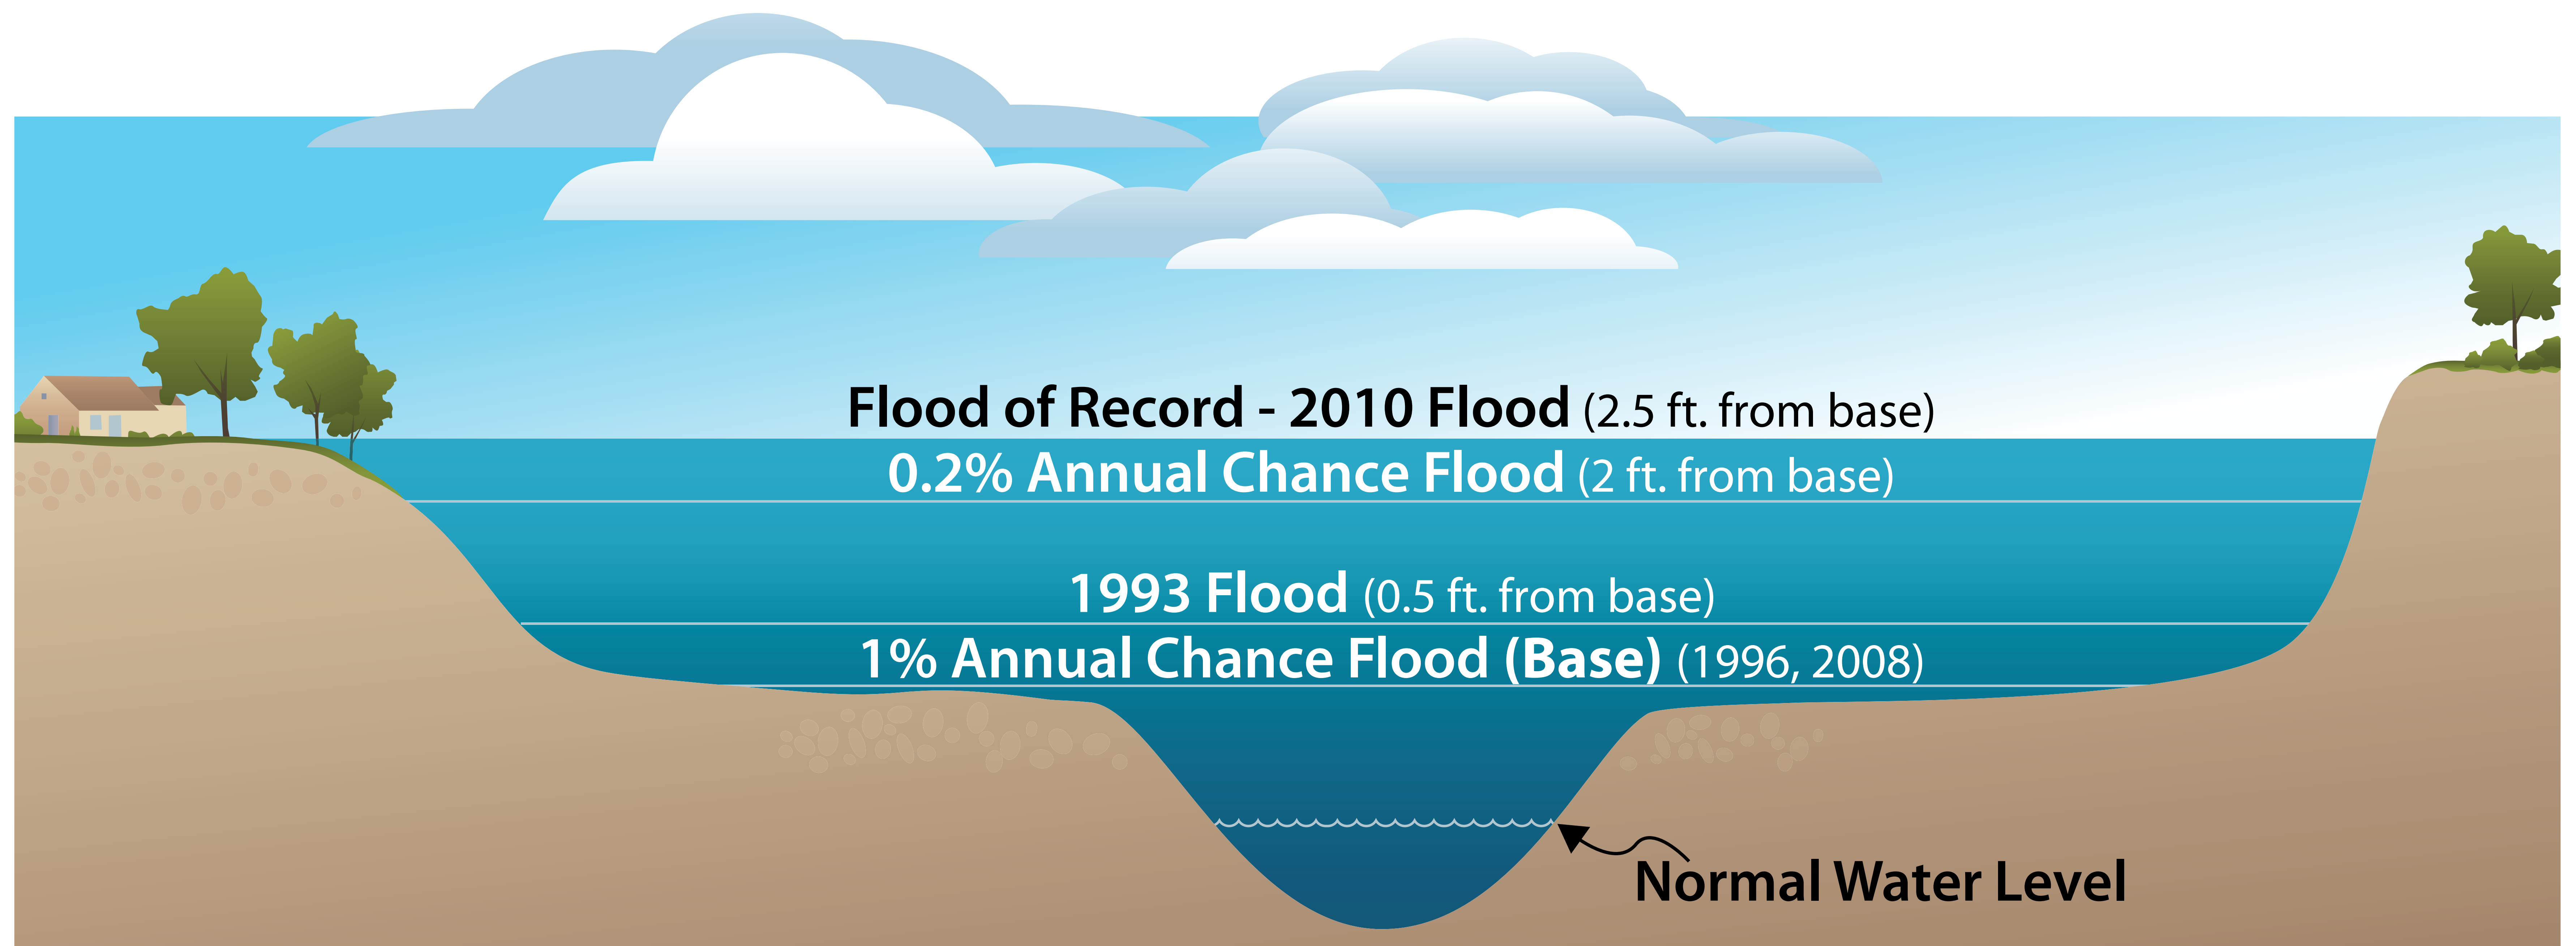 Flood of Record - 2010 Flood (2.5 ft. from base)
0.2% Annual Chance Flood (2 ft. from base)
1993 Flood (0.5 ft. from base)
1% Annual Chance Flood (Base) (1996, 2008)
Normal Water Level